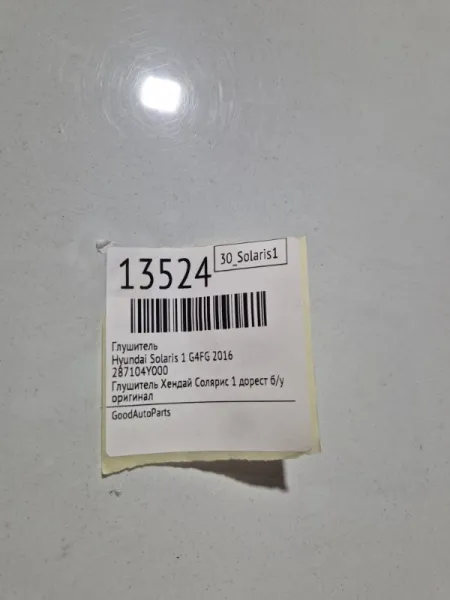 13524
30_Solaris1
Глушитель
Hyundai Solaris 1 G4FG 2016
287104Y000
Глушитель Хендай Солярис 1 дорест б/у
оригинал
GoodAutoParts